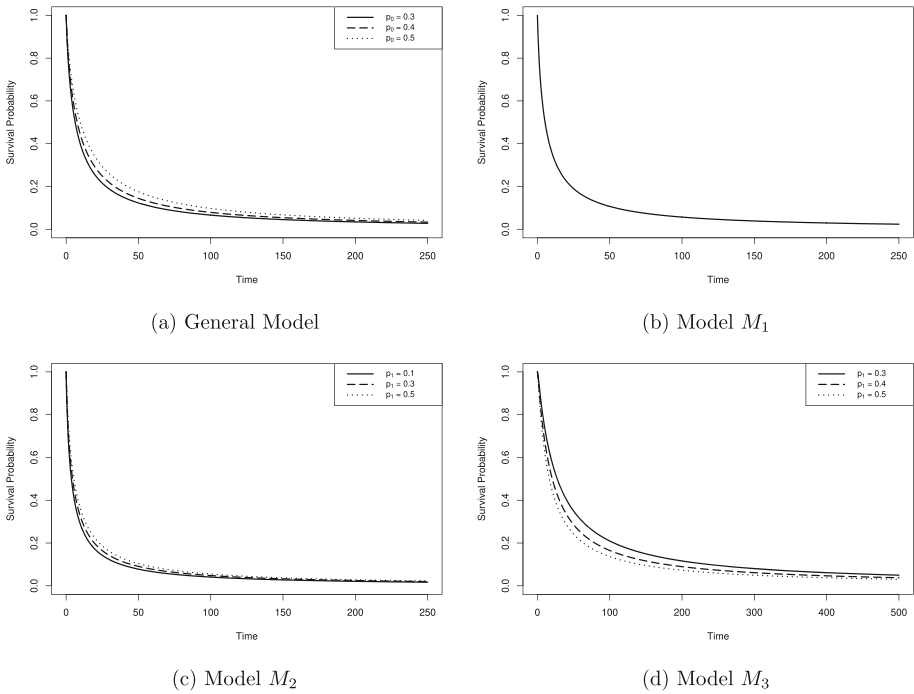 p₀ = 0.3
p₀ = 0.4
p₀ = 0.5
Survival Probability
1.0
0.8
0.6
0.4
0.2
0.0
0 50 100 150 200 250
Time
(a) General Model
Survival Probability
1.0
0.8
0.6
0.4
0.2
0.0
0 50 100 150 200 250
Time
(b) Model M₁
p₁ = 0.1
p₁ = 0.3
p₁ = 0.5
Survival Probability
1.0
0.8
0.6
0.4
0.2
0.0
0 50 100 150 200 250
Time
(c) Model M₂
p₁ = 0.3
p₁ = 0.4
p₁ = 0.5
Survival Probability
1.0
0.8
0.6
0.4
0.2
0.0
0 100 200 300 400 500
Time
(d) Model M₃